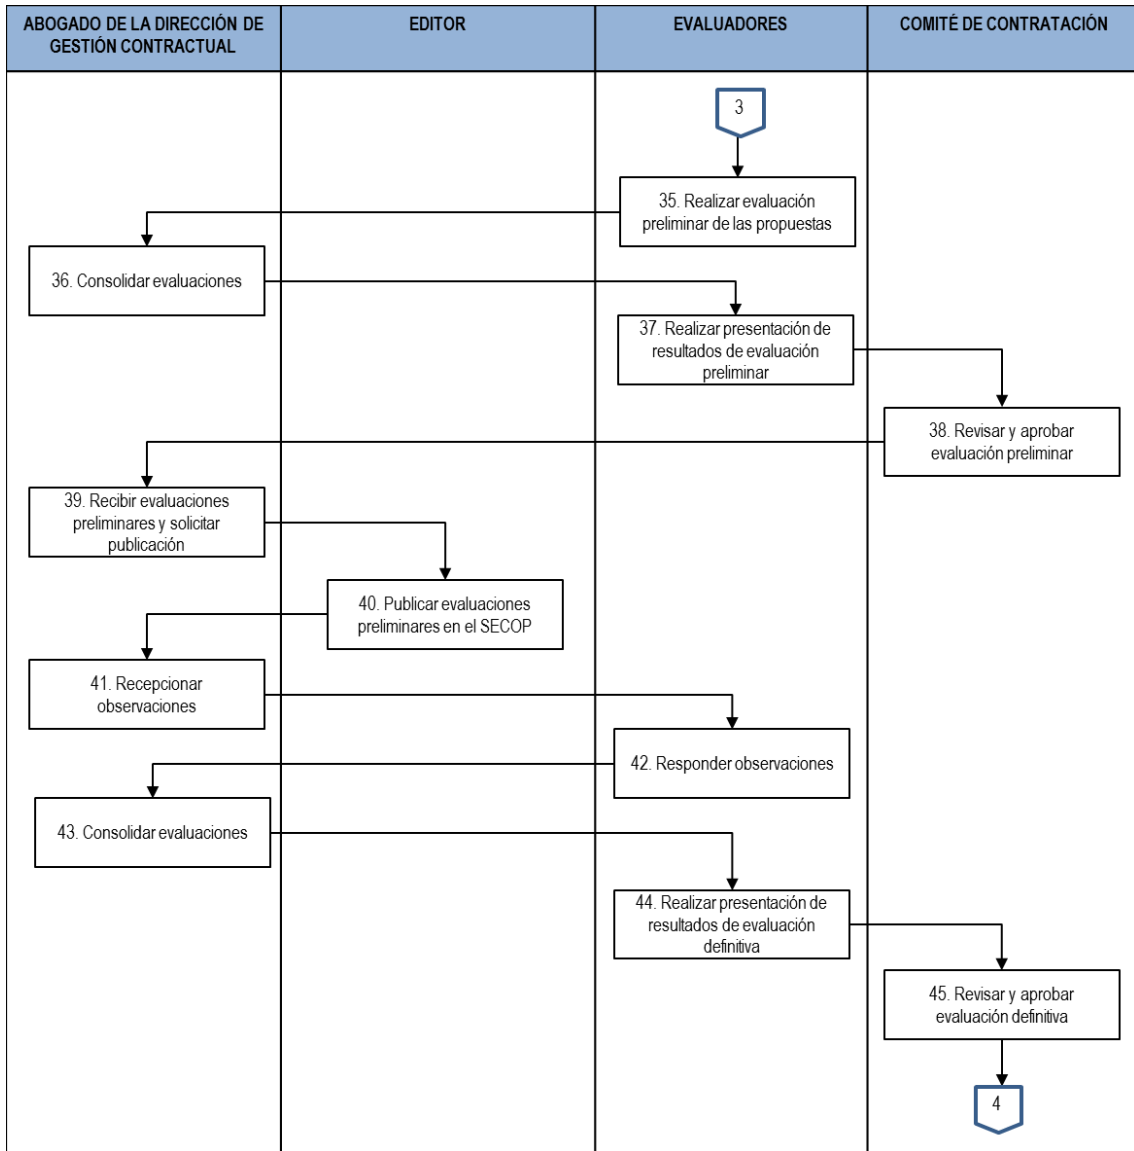 ABOGADO DE LA DIRECCIÓN DE
GESTIÓN CONTRACTUAL
EDITOR
EVALUADORES
COMITÉ DE CONTRATACIÓN
3
35. Realizar evaluación
preliminar de las propuestas
36. Consolidar evaluaciones
37. Realizar presentación de
resultados de evaluación
preliminar
38. Revisar y aprobar
evaluación preliminar
39. Recibir evaluaciones
preliminares y solicitar
publicación
40. Publicar evaluaciones
preliminares en el SECOP
41. Recepcionar
observaciones
42. Responder observaciones
43. Consolidar evaluaciones
44. Realizar presentación de
resultados de evaluación
definitiva
45. Revisar y aprobar
evaluación definitiva
4